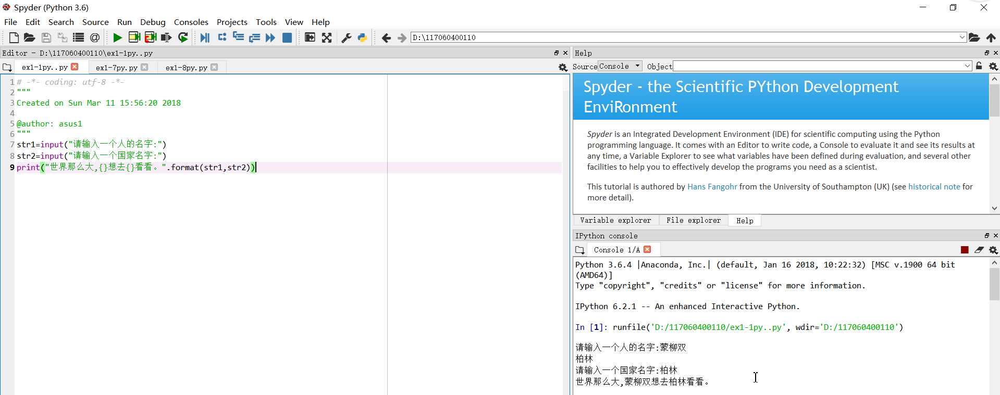 Spyder (Python 3.6)
File Edit Search Source Run Debug Consoles Projects Tools View Help
D:\117060400110
Editor - D:\117060400110\ex1-1py..py
ex1-1py..py ex1-7py.py ex1-8py.py
1 # -*- coding: utf-8 -*-
2 """
3 Created on Sun Mar 11 15:56:20 2018
4
5 @author: asus1
6 """
7 str1=input("请输入一个人的名字:")
8 str2=input("请输入一个国家名字:")
9 print("世界那么大,{}想去{}看看。".format(str1,str2))
Help
Source Console Object
Spyder - the Scientific PYthon Development
EnviRonment
Spyder is an Integrated Development Environment (IDE) for scientific computing using the Python
programming language. It comes with an Editor to write code, a Console to evaluate it and see its results at
any time, a Variable Explorer to see what variables have been defined during evaluation, and several other
facilities to help you to effectively develop the programs you need as a scientist.
This tutorial is authored by Hans Fangohr from the University of Southampton (UK) (see historical note for
more detail).
Variable explorer File explorer Help
IPython console
Console 1/A
Python 3.6.4 |Anaconda, Inc.| (default, Jan 16 2018, 10:22:32) [MSC v.1900 64 bit
(AMD64)]
Type "copyright", "credits" or "license" for more information.
IPython 6.2.1 -- An enhanced Interactive Python.
In [1]: runfile('D:/117060400110/ex1-1py..py', wdir='D:/117060400110')
请输入一个人的名字:蒙柳双
柏林
请输入一个国家名字:柏林
世界那么大,蒙柳双想去柏林看看。